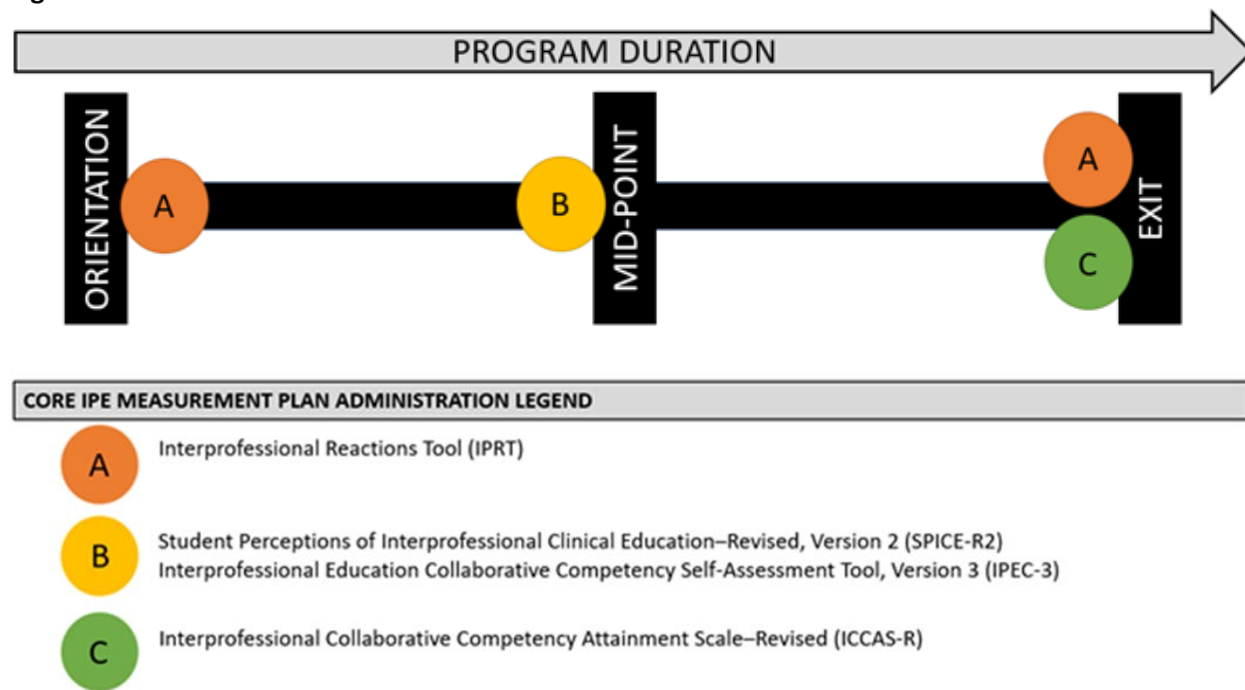 PROGRAM DURATION
ORIENTATION
A
B
MID-POINT
A
C
EXIT
CORE IPE MEASUREMENT PLAN ADMINISTRATION LEGEND
A
Interprofessional Reactions Tool (IPRT)
B
Student Perceptions of Interprofessional Clinical Education–Revised, Version 2 (SPICE-R2)
Interprofessional Education Collaborative Competency Self-Assessment Tool, Version 3 (IPEC-3)
C
Interprofessional Collaborative Competency Attainment Scale–Revised (ICCAS-R)